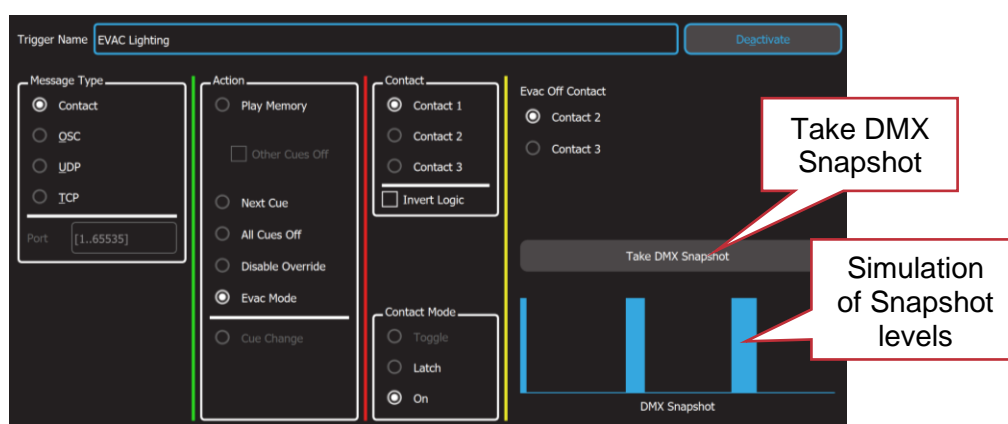 Trigger Name EVAC Lighting Deactivate
Message Type
Contact
OSC
UDP
TCP
Port [1..65535]
Action
Play Memory
Other Cues Off
Next Cue
All Cues Off
Disable Override
Evac Mode
Cue Change
Contact
Contact 1
Contact 2
Contact 3
Invert Logic
Contact Mode
Toggle
Latch
On
Evac Off Contact
Contact 2
Contact 3
Take DMX Snapshot
DMX Snapshot
Take DMX
Snapshot
Simulation
of Snapshot
levels